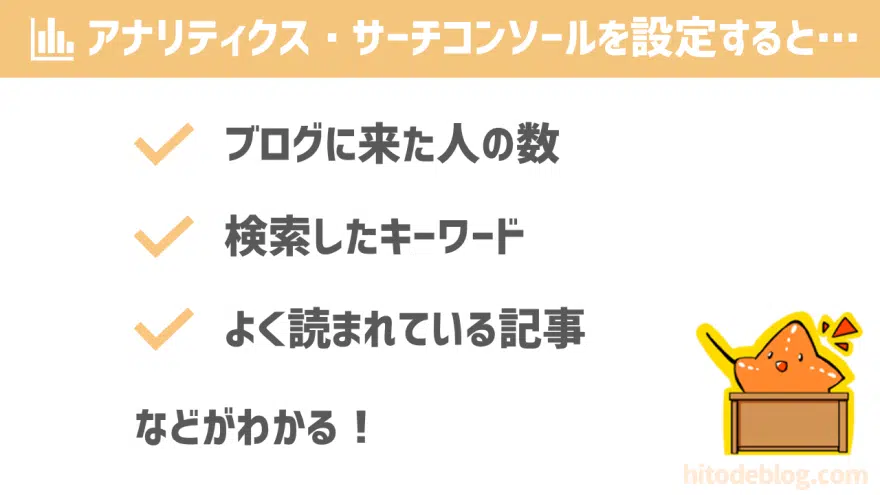 アナリティクス・サーチコンソールを設定すると…
ブログに来た人の数
検索したキーワード
よく読まれている記事
などがわかる！
hitodeblog.com